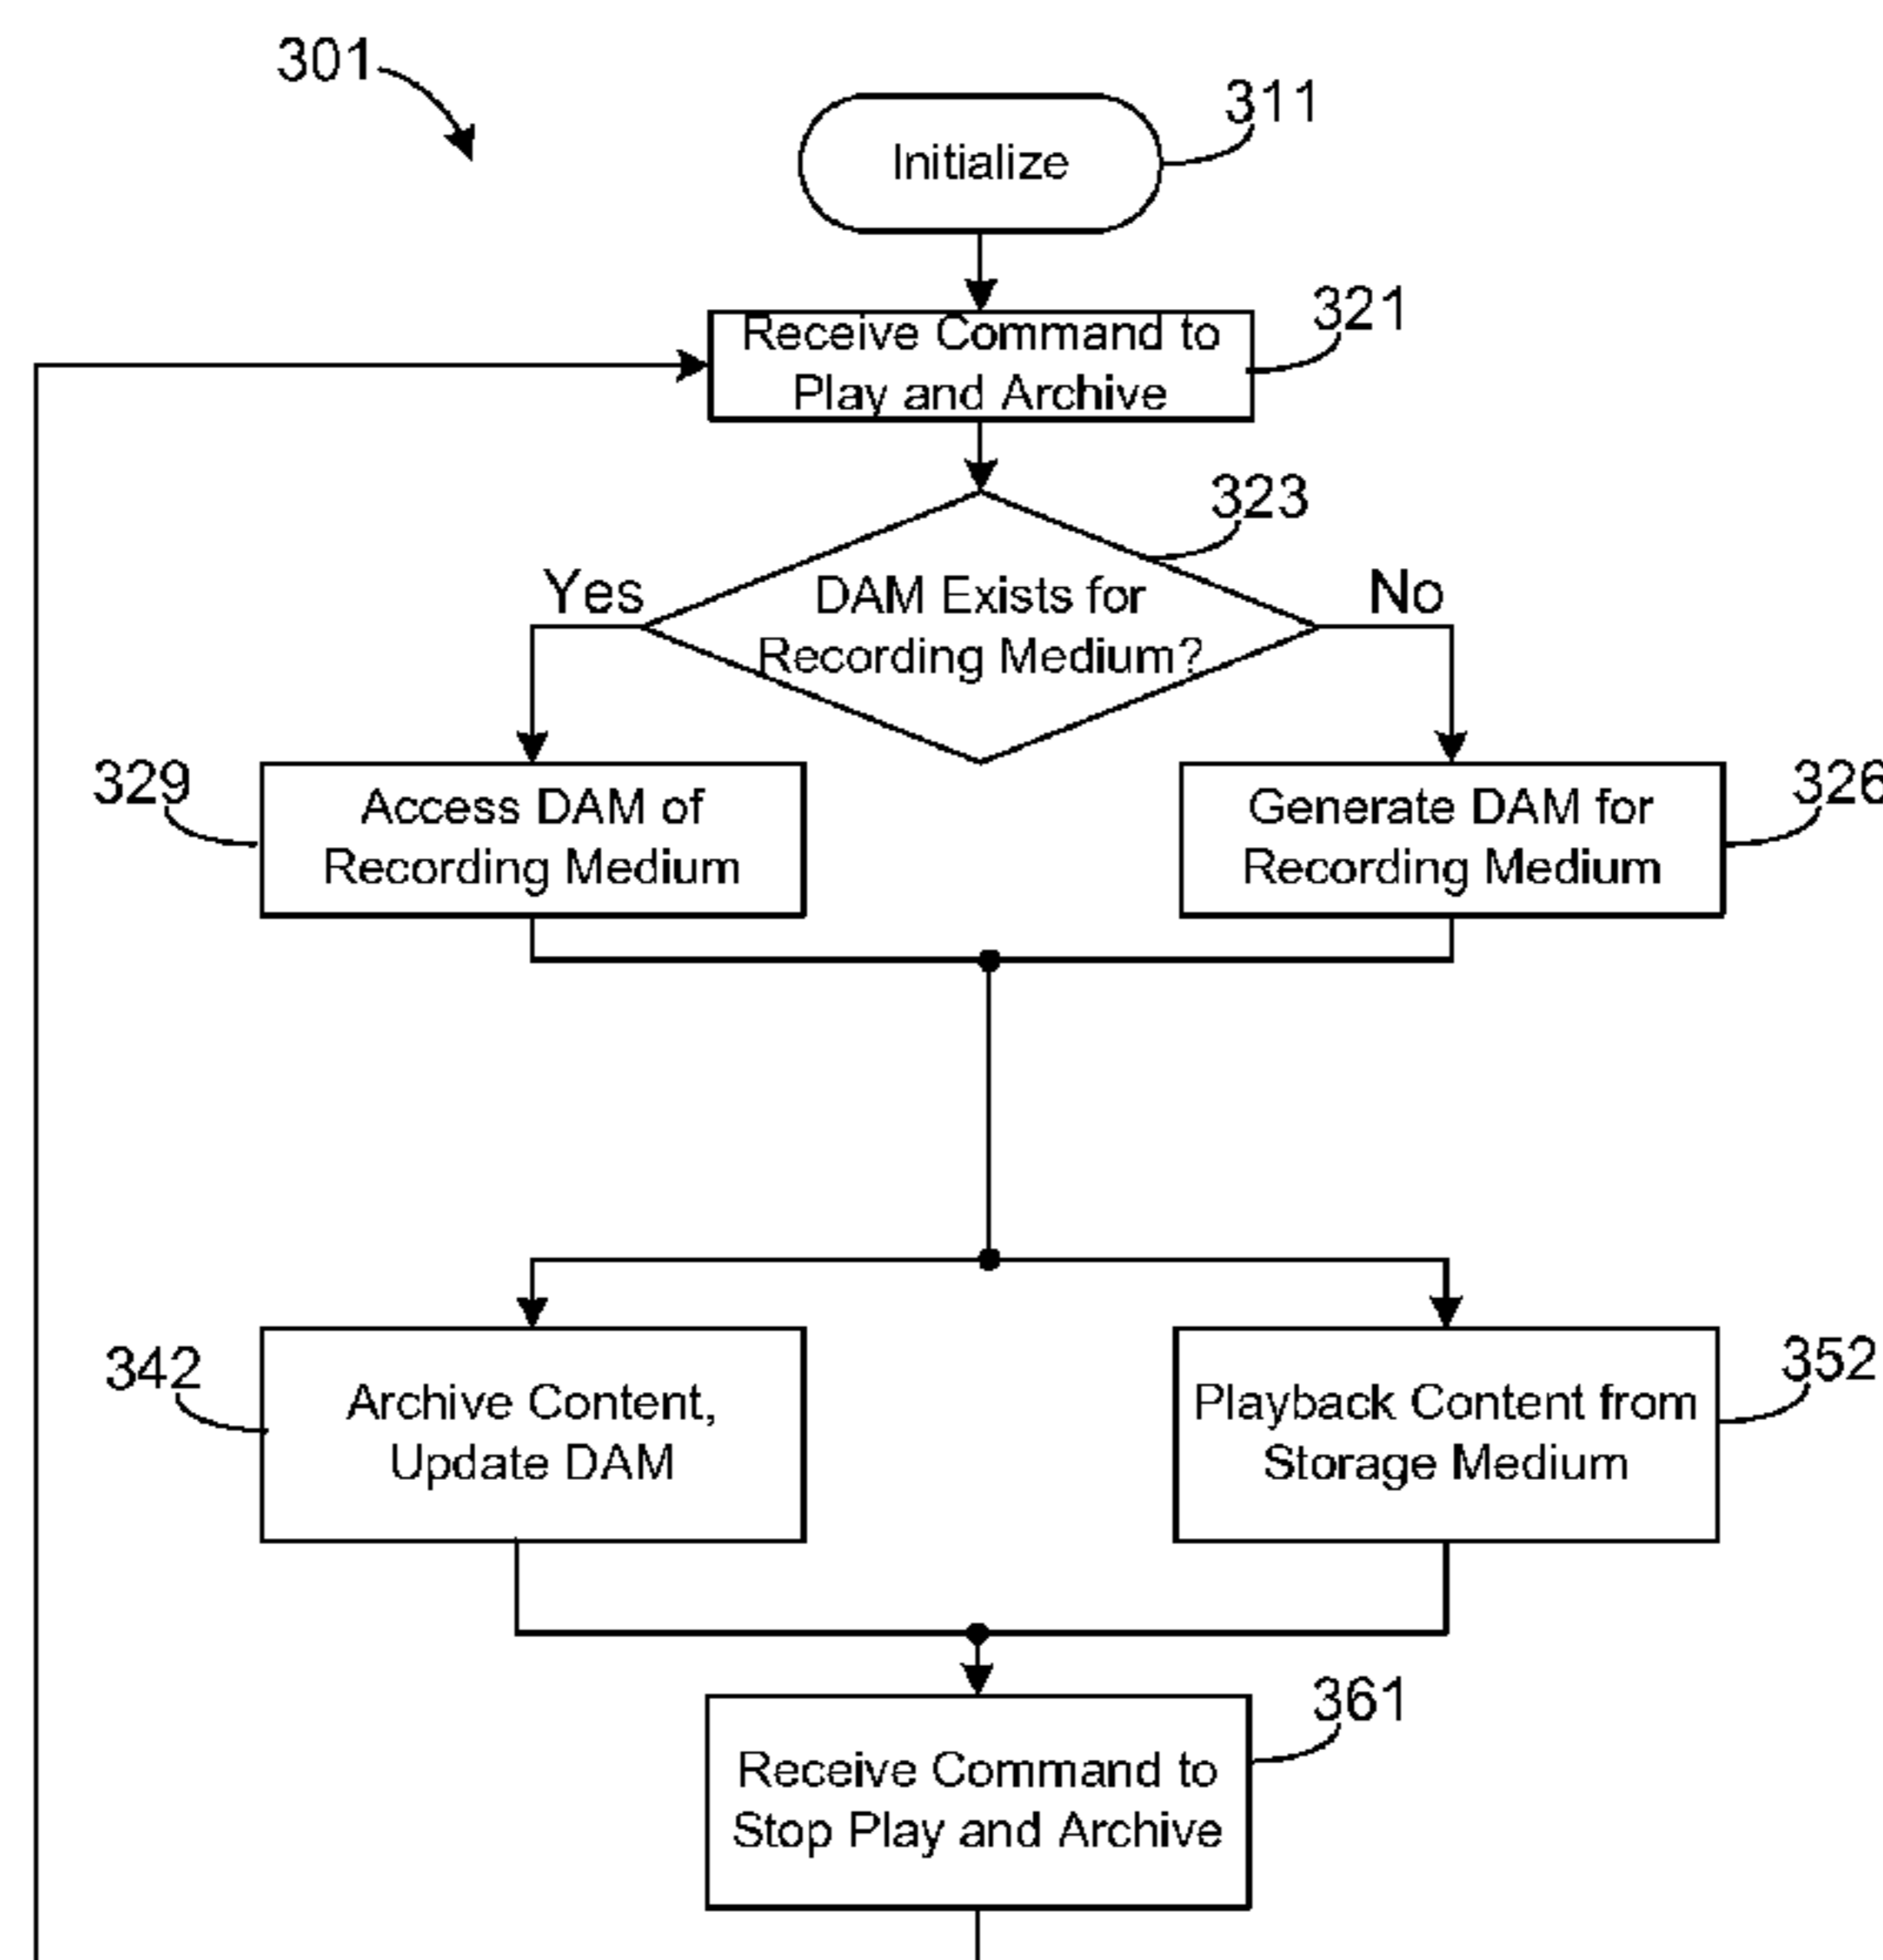 301
311
Initialize
321
Receive Command to
Play and Archive
323
Yes
No
DAM Exists for
Recording Medium?
329
Access DAM of
Recording Medium
326
Generate DAM for
Recording Medium
342
Archive Content,
Update DAM
352
Playback Content from
Storage Medium
361
Receive Command to
Stop Play and Archive